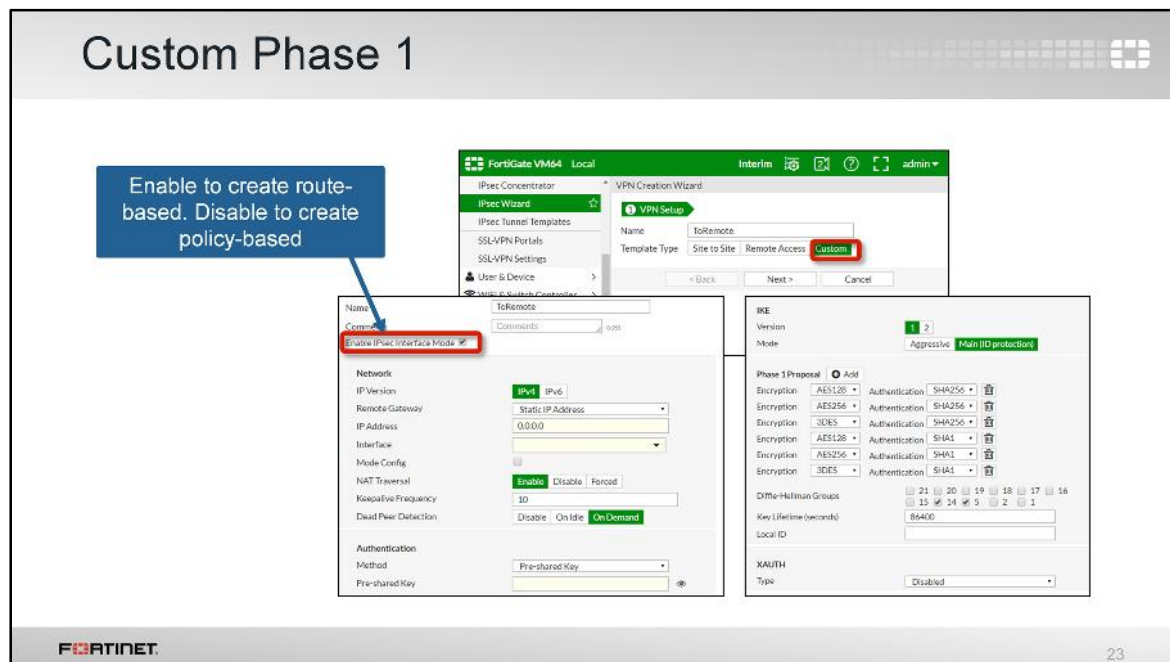 Custom Phase 1
Enable to create route-
based. Disable to create
policy-based
FortiGate VM64 Local
Interim
admin
IPsec Concentrator
IPsec Wizard
IPsec Tunnel Templates
SSL-VPN Portals
SSL-VPN Settings
User & Device
WiFi & Switch Controller
VPN Creation Wizard
1 VPN Setup
Name ToRemote
Template Type Site to Site Remote Access Custom
< Back Next > Cancel
Name ToRemote
Comments Comments 0/255
Enable IPsec Interface Mode
Network
IP Version IPv4 IPv6
Remote Gateway Static IP Address
IP Address 0.0.0.0
Interface
Mode Config
NAT Traversal Enable Disable Forced
Keepalive Frequency 10
Dead Peer Detection Disable On Idle On Demand
Authentication
Method Pre-shared Key
Pre-shared Key
IKE
Version 1 2
Mode Aggressive Main (ID protection)
Phase 1 Proposal Add
Encryption AES128 Authentication SHA256
Encryption AES256 Authentication SHA256
Encryption 3DES Authentication SHA256
Encryption AES128 Authentication SHA1
Encryption AES256 Authentication SHA1
Encryption 3DES Authentication SHA1
Diffie-Hellman Groups 21 20 19 18 17 16
15 14 5 2 1
Key Lifetime (seconds) 86400
Local ID
XAUTH
Type Disabled
FORTINET
23